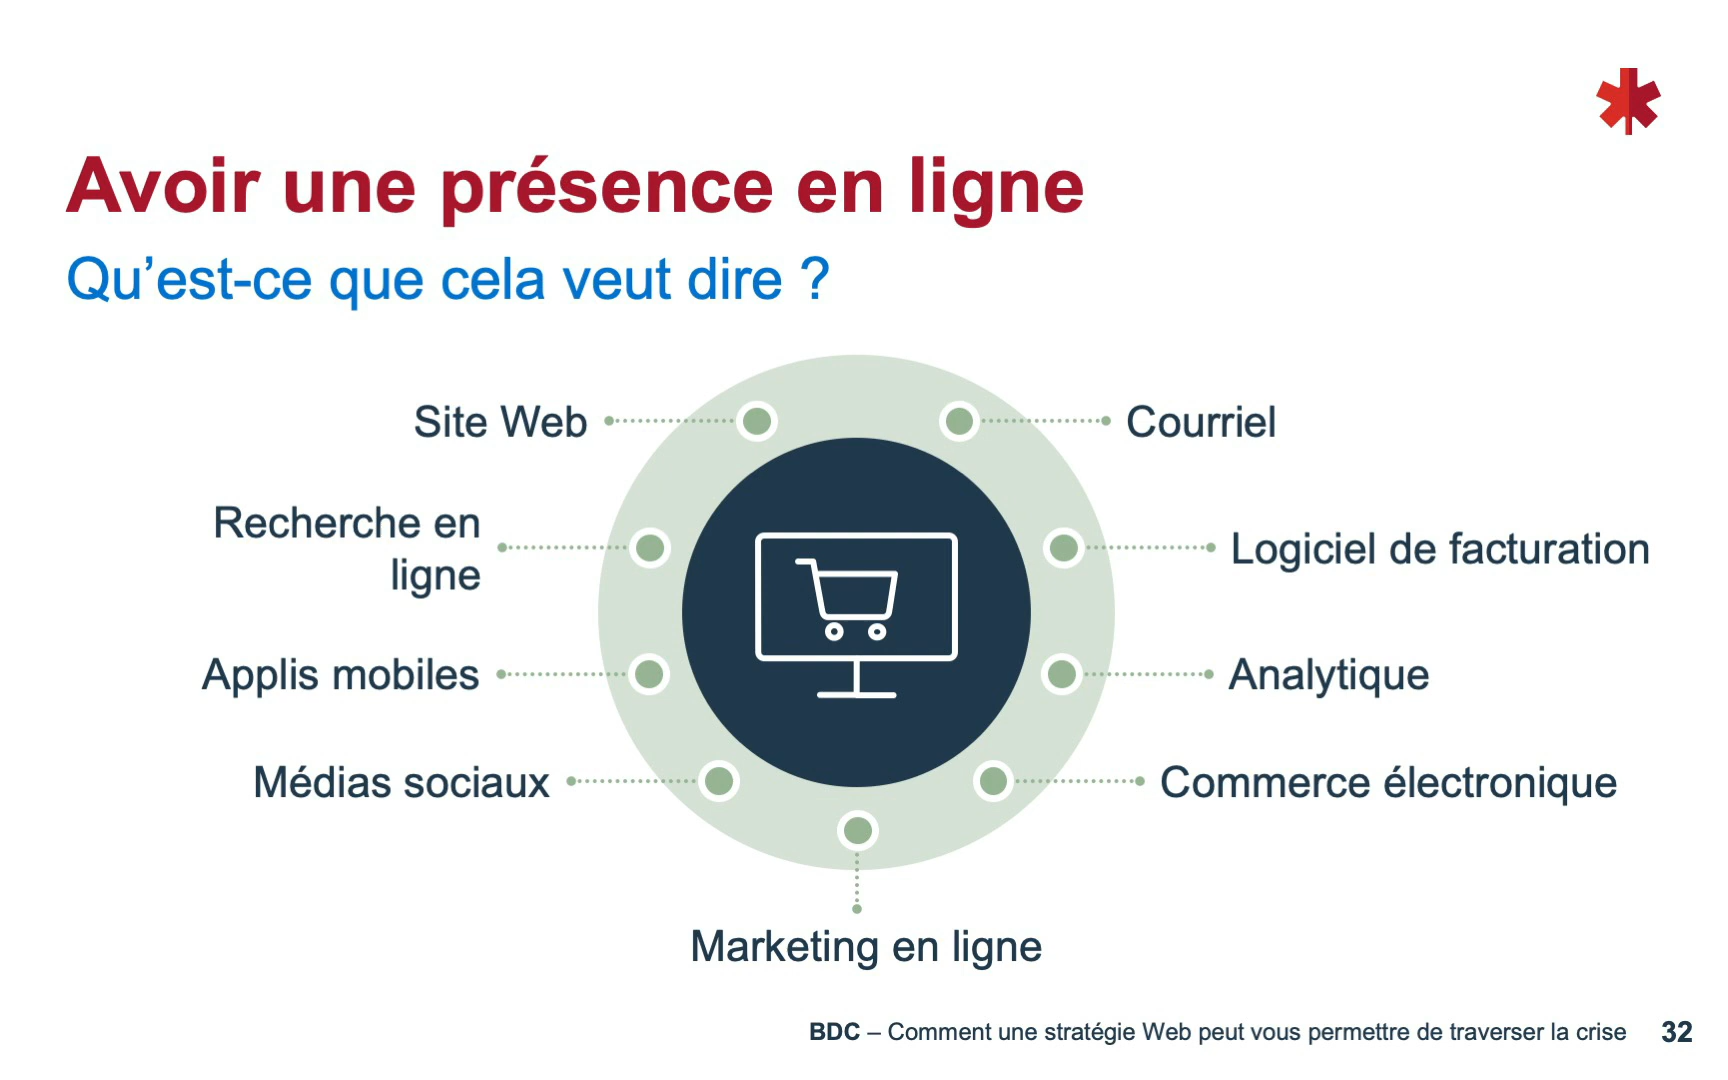 Avoir une présence en ligne
Qu’est-ce que cela veut dire ?
Site Web
Courriel
Recherche en
ligne
Logiciel de facturation
Applis mobiles
Analytique
Médias sociaux
Commerce électronique
Marketing en ligne
BDC – Comment une stratégie Web peut vous permettre de traverser la crise 32